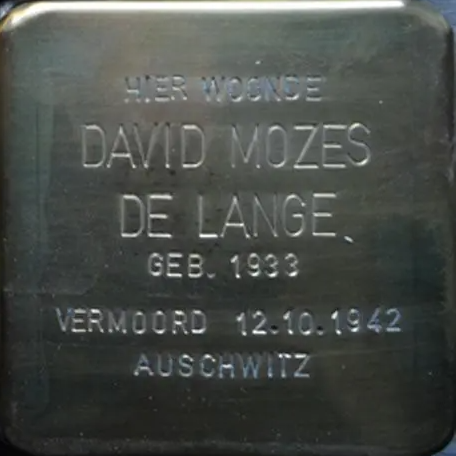 HIER WOONDE
DAVID MOZES
DE LANGE
GEB. 1933
VERMOORD 12.10.1942
AUSCHWITZ